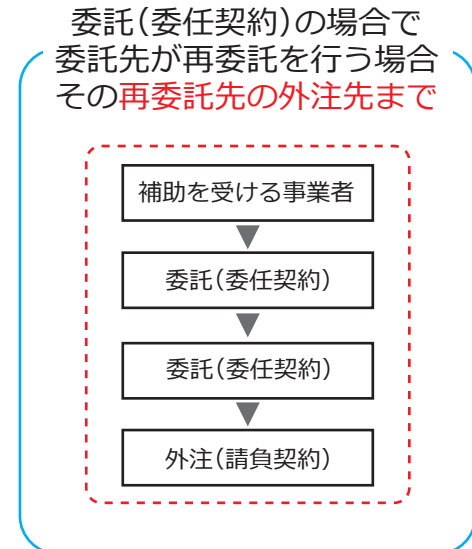 委託（委任契約）の場合で
委託先が再委託を行う場合
その再委託先の外注先まで
補助を受ける事業者
委託（委任契約）
委託（委任契約）
外注（請負契約）